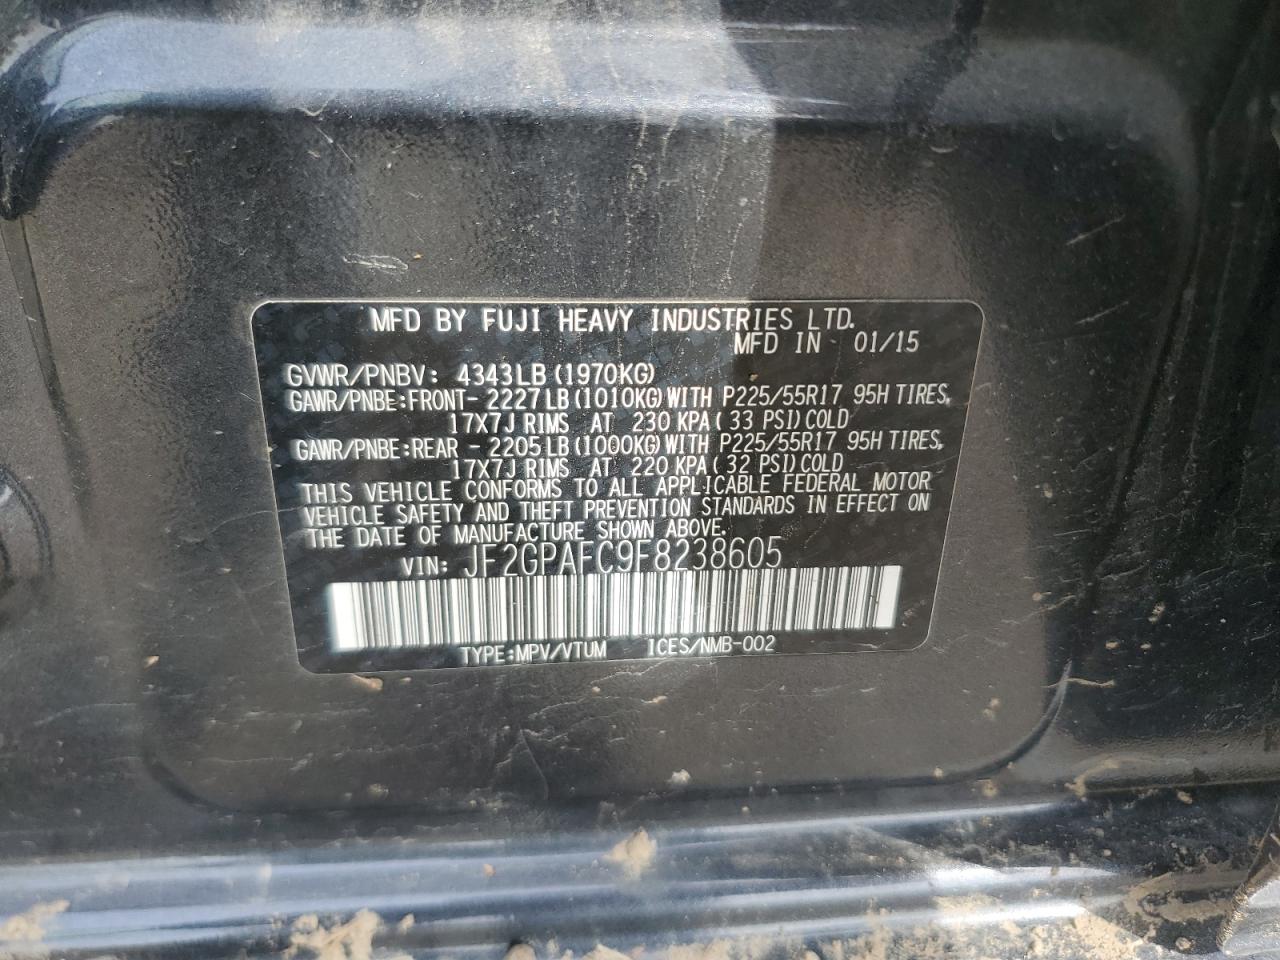 MFD BY FUJI HEAVY INDUSTRIES LTD.
MFD IN 01/15
GVWR/PNBV: 4343LB(1970KG)
GAWR/PNBE:FRONT- 2227LB(1010KG)WITH P225/55R17 95H TIRES,
17X7J RIMS AT 230 KPA( 33 PSI)COLD
GAWR/PNBE:REAR - 2205LB(1000KG)WITH P225/55R17 95H TIRES,
17X7J RIMS AT 220 KPA( 32 PSI)COLD
THIS VEHICLE CONFORMS TO ALL APPLICABLE FEDERAL MOTOR
VEHICLE SAFETY AND THEFT PREVENTION STANDARDS IN EFFECT ON
THE DATE OF MANUFACTURE SHOWN ABOVE.
VIN: JF2GPAFC9F8238605
TYPE:MPV/VTUM ICES/NMB-002